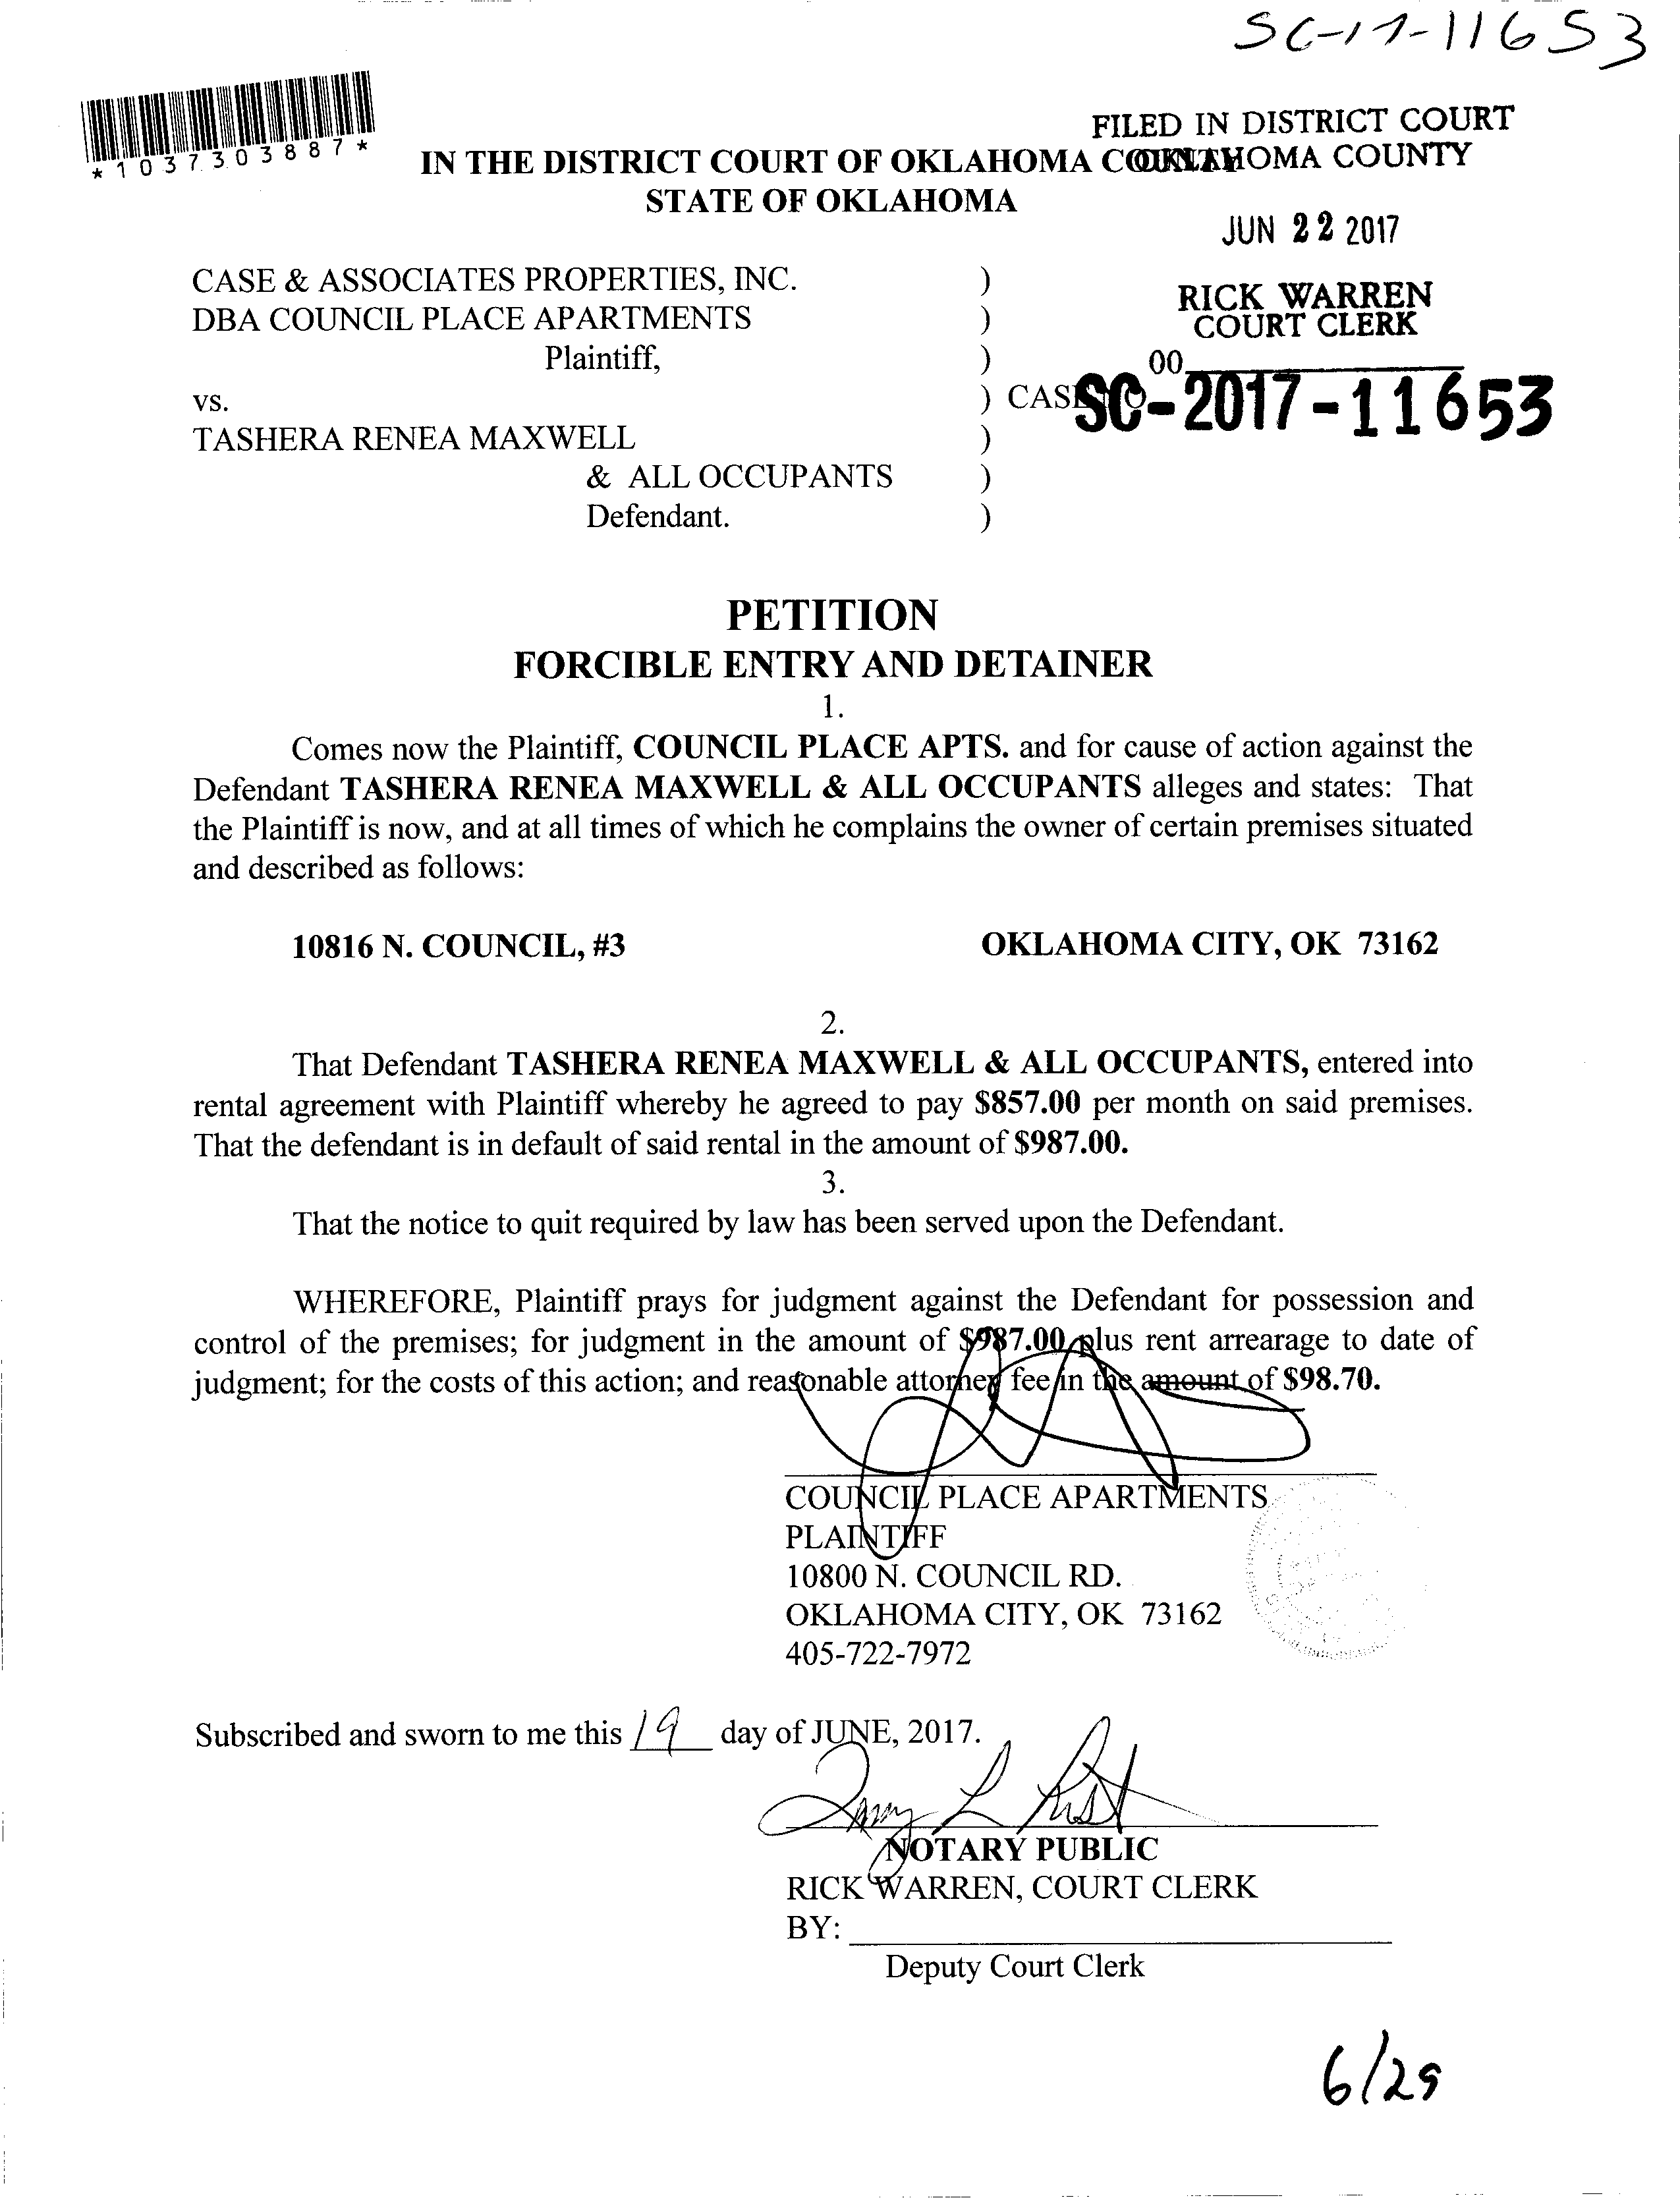 SC-17-11653
*1037303887*
FILED IN DISTRICT COURT
OKLAHOMA COUNTY
IN THE DISTRICT COURT OF OKLAHOMA COUNTY
STATE OF OKLAHOMA
JUN 22 2017
CASE & ASSOCIATES PROPERTIES, INC. )
DBA COUNCIL PLACE APARTMENTS )
RICK WARREN
COURT CLERK
Plaintiff, )
00
vs. ) CASE NO.
SC-2017-11653
TASHERA RENEA MAXWELL )
& ALL OCCUPANTS )
Defendant. )
PETITION
FORCIBLE ENTRY AND DETAINER
1.
Comes now the Plaintiff, COUNCIL PLACE APTS. and for cause of action against the
Defendant TASHERA RENEA MAXWELL & ALL OCCUPANTS alleges and states: That
the Plaintiff is now, and at all times of which he complains the owner of certain premises situated
and described as follows:
10816 N. COUNCIL, #3 OKLAHOMA CITY, OK 73162
2.
That Defendant TASHERA RENEA MAXWELL & ALL OCCUPANTS, entered into
rental agreement with Plaintiff whereby he agreed to pay $857.00 per month on said premises.
That the defendant is in default of said rental in the amount of $987.00.
3.
That the notice to quit required by law has been served upon the Defendant.
WHEREFORE, Plaintiff prays for judgment against the Defendant for possession and
control of the premises; for judgment in the amount of $987.00 plus rent arrearage to date of
judgment; for the costs of this action; and reasonable attorney fee in the amount of $98.70.
COUNCIL PLACE APARTMENTS
PLAINTIFF
10800 N. COUNCIL RD.
OKLAHOMA CITY, OK 73162
405-722-7972
Subscribed and sworn to me this 19 day of JUNE, 2017.
NOTARY PUBLIC
RICK WARREN, COURT CLERK
BY:
Deputy Court Clerk
6/29